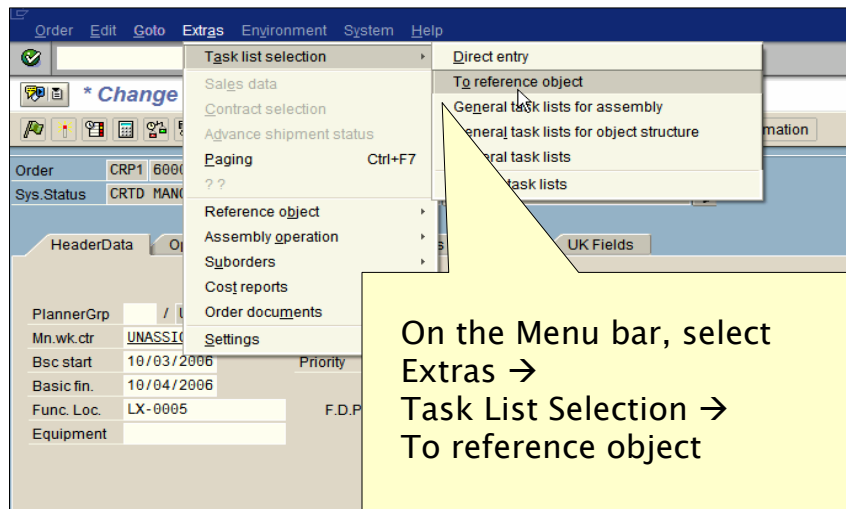 Order Edit Goto Extras Environment System Help
Task list selection
Direct entry
Sales data
To reference object
* Change
Contract selection
General task lists for assembly
Advance shipment status
General task lists for object structure
mation
Paging Ctrl+F7
task lists
Order CRP1
??
task lists
Sys.Status CRTD
Reference object
HeaderData
Assembly operation
UK Fields
Suborders
Cost reports
PlannerGrp /
Order documents
Mn.wk.ctr
Settings
Bsc start 10/03/2006 Priority
Basic fin. 10/04/2006
Func. Loc. LX-0005
Equipment
On the Menu bar, select
Extras →
Task List Selection →
To reference object